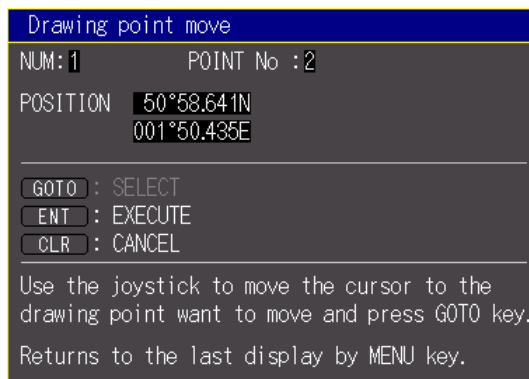 Drawing point move
NUM:1 POINT No :2
POSITION 50°58.641N
001°50.435E
GOTO : SELECT
ENT : EXECUTE
CLR : CANCEL
Use the joystick to move the cursor to the
drawing point want to move and press GOTO key.
Returns to the last display by MENU key.